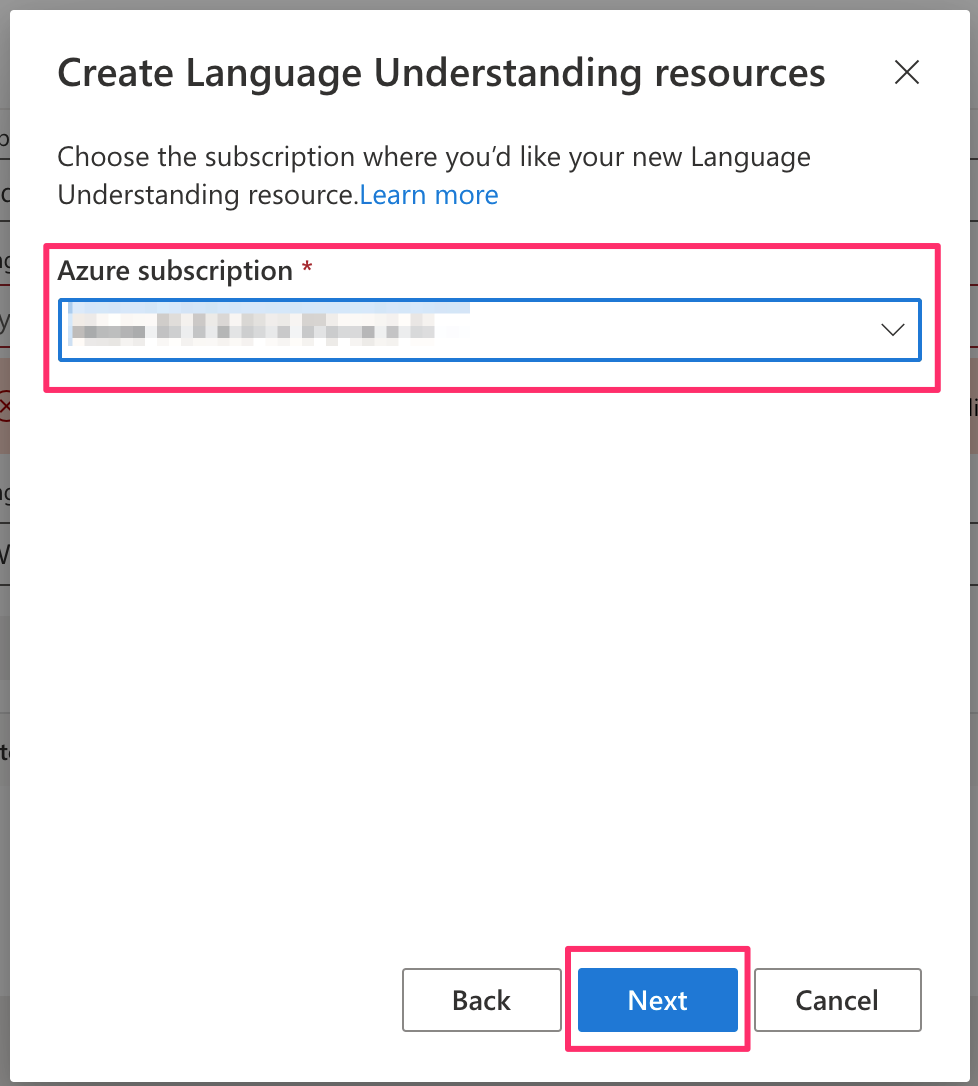 Create Language Understanding resources
Choose the subscription where you’d like your new Language
Understanding resource.Learn more
Azure subscription *
Back
Next
Cancel